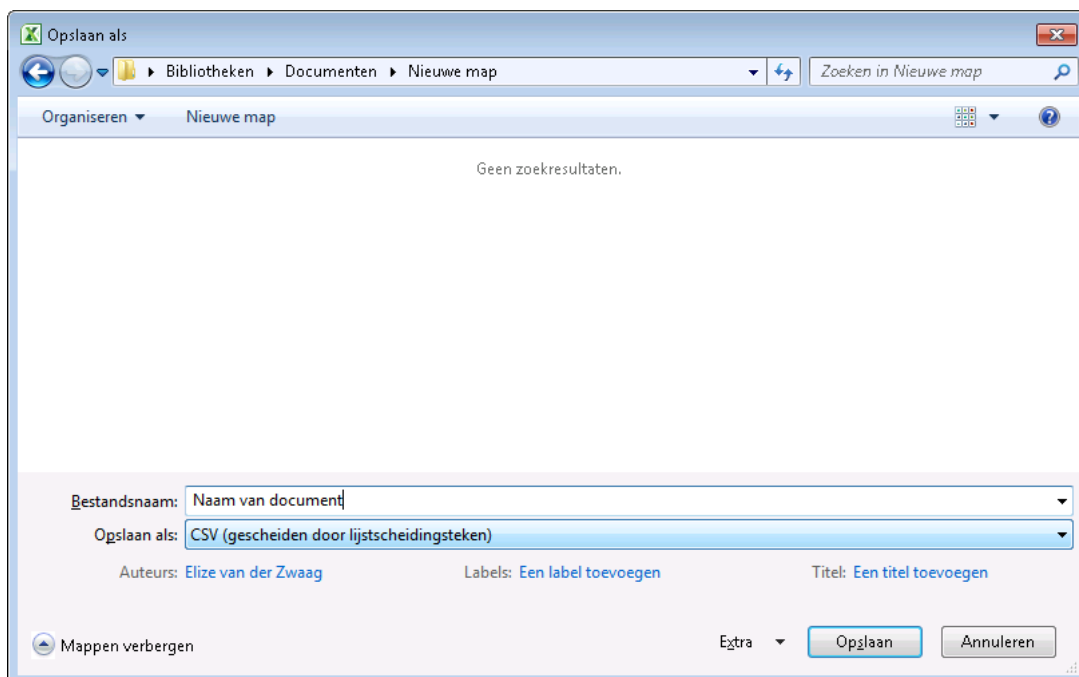 Opslaan als
Bibliotheken Documenten Nieuwe map Zoeken in Nieuwe map
Organiseren Nieuwe map
Geen zoekresultaten.
Bestandsnaam: Naam van document
Opslaan als: CSV (gescheiden door lijstscheidingsteken)
Auteurs: Elize van der Zwaag Labels: Een label toevoegen Titel: Een titel toevoegen
Mappen verbergen Extra Opslaan Annuleren